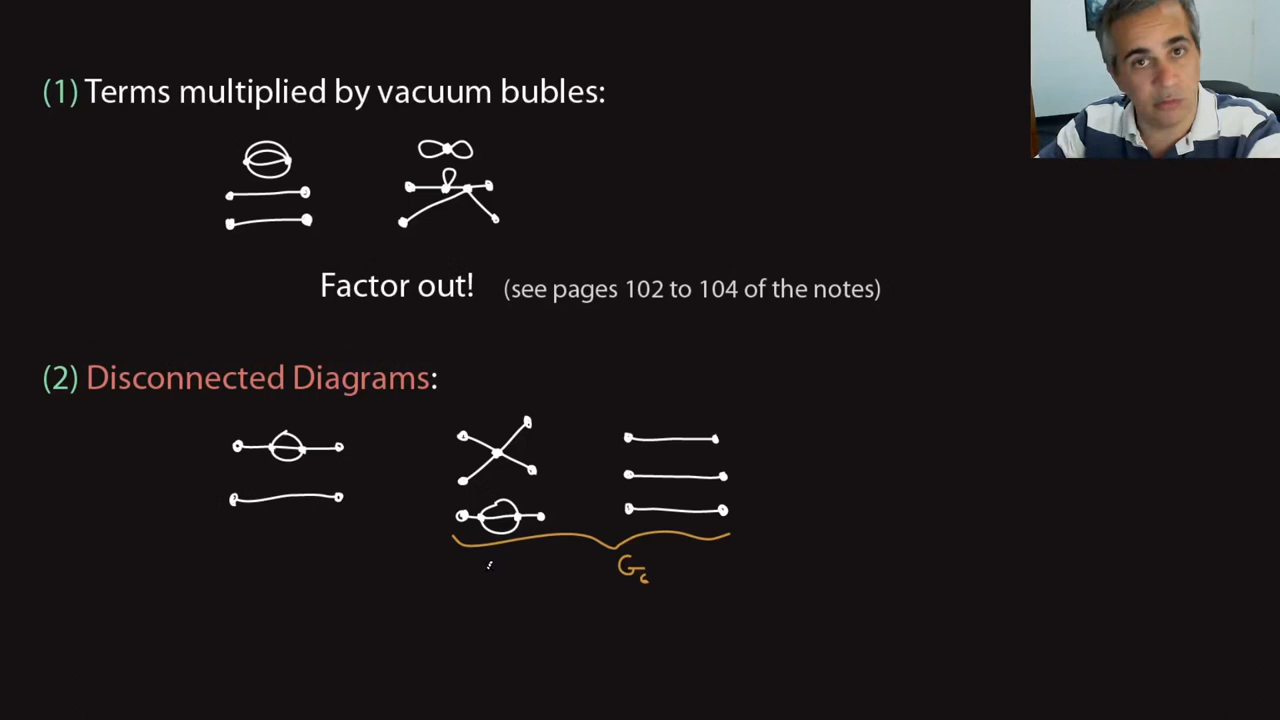 (1) Terms multiplied by vacuum bubles:
Factor out! (see pages 102 to 104 of the notes)
(2) Disconnected Diagrams:
G₆